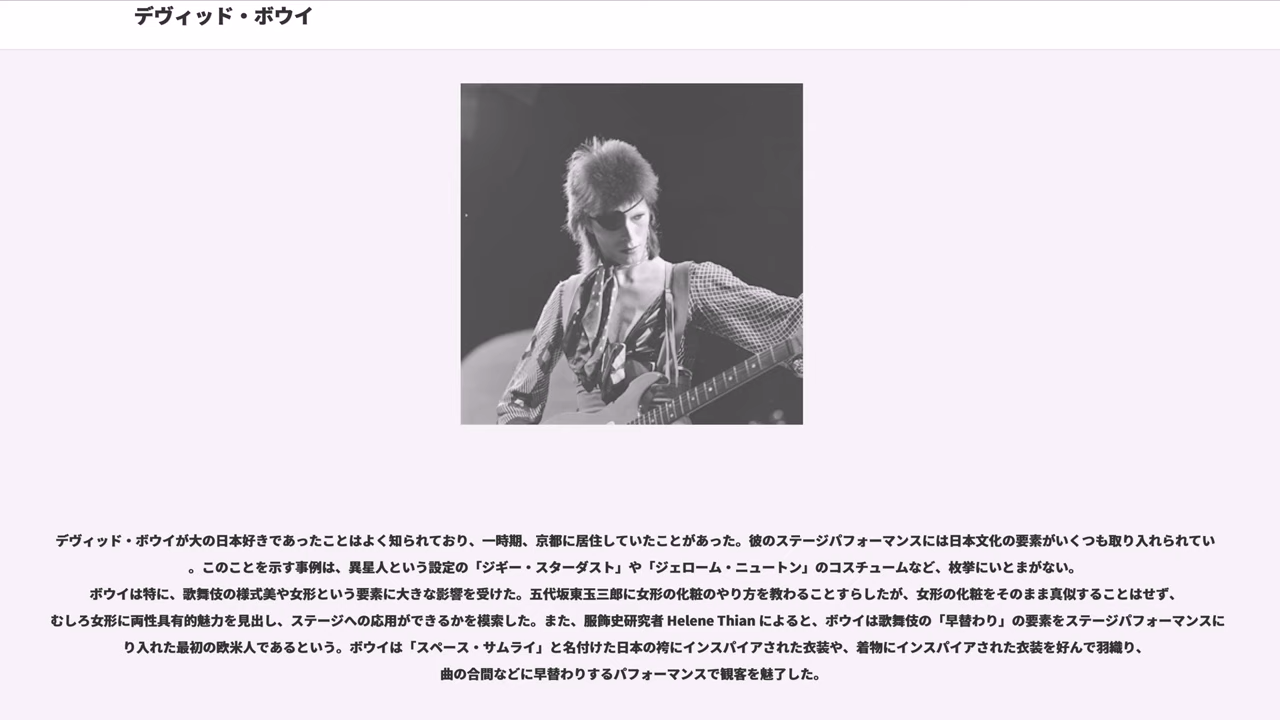 デヴィッド・ボウイ
デヴィッド・ボウイが大の日本好きであったことはよく知られており、一時期、京都に居住していたことがあった。彼のステージパフォーマンスには日本文化の要素がいくつも取り入れられてい
。このことを示す事例は、異星人という設定の「ジギー・スターダスト」や「ジェローム・ニュートン」のコスチュームなど、枚挙にいとまがない。
ボウイは特に、歌舞伎の様式美や女形という要素に大きな影響を受けた。五代坂東玉三郎に女形の化粧のやり方を教わることすらしたが、女形の化粧をそのまま真似することはせず、
むしろ女形に両性具有的魅力を見出し、ステージへの応用ができるかを模索した。また、服飾史研究者 Helene Thian によると、ボウイは歌舞伎の「早替わり」の要素をステージパフォーマンスに
り入れた最初の欧米人であるという。ボウイは「スペース・サムライ」と名付けた日本の袴にインスパイアされた衣装や、着物にインスパイアされた衣装を好んで羽織り、
曲の合間などに早替わりするパフォーマンスで観客を魅了した。